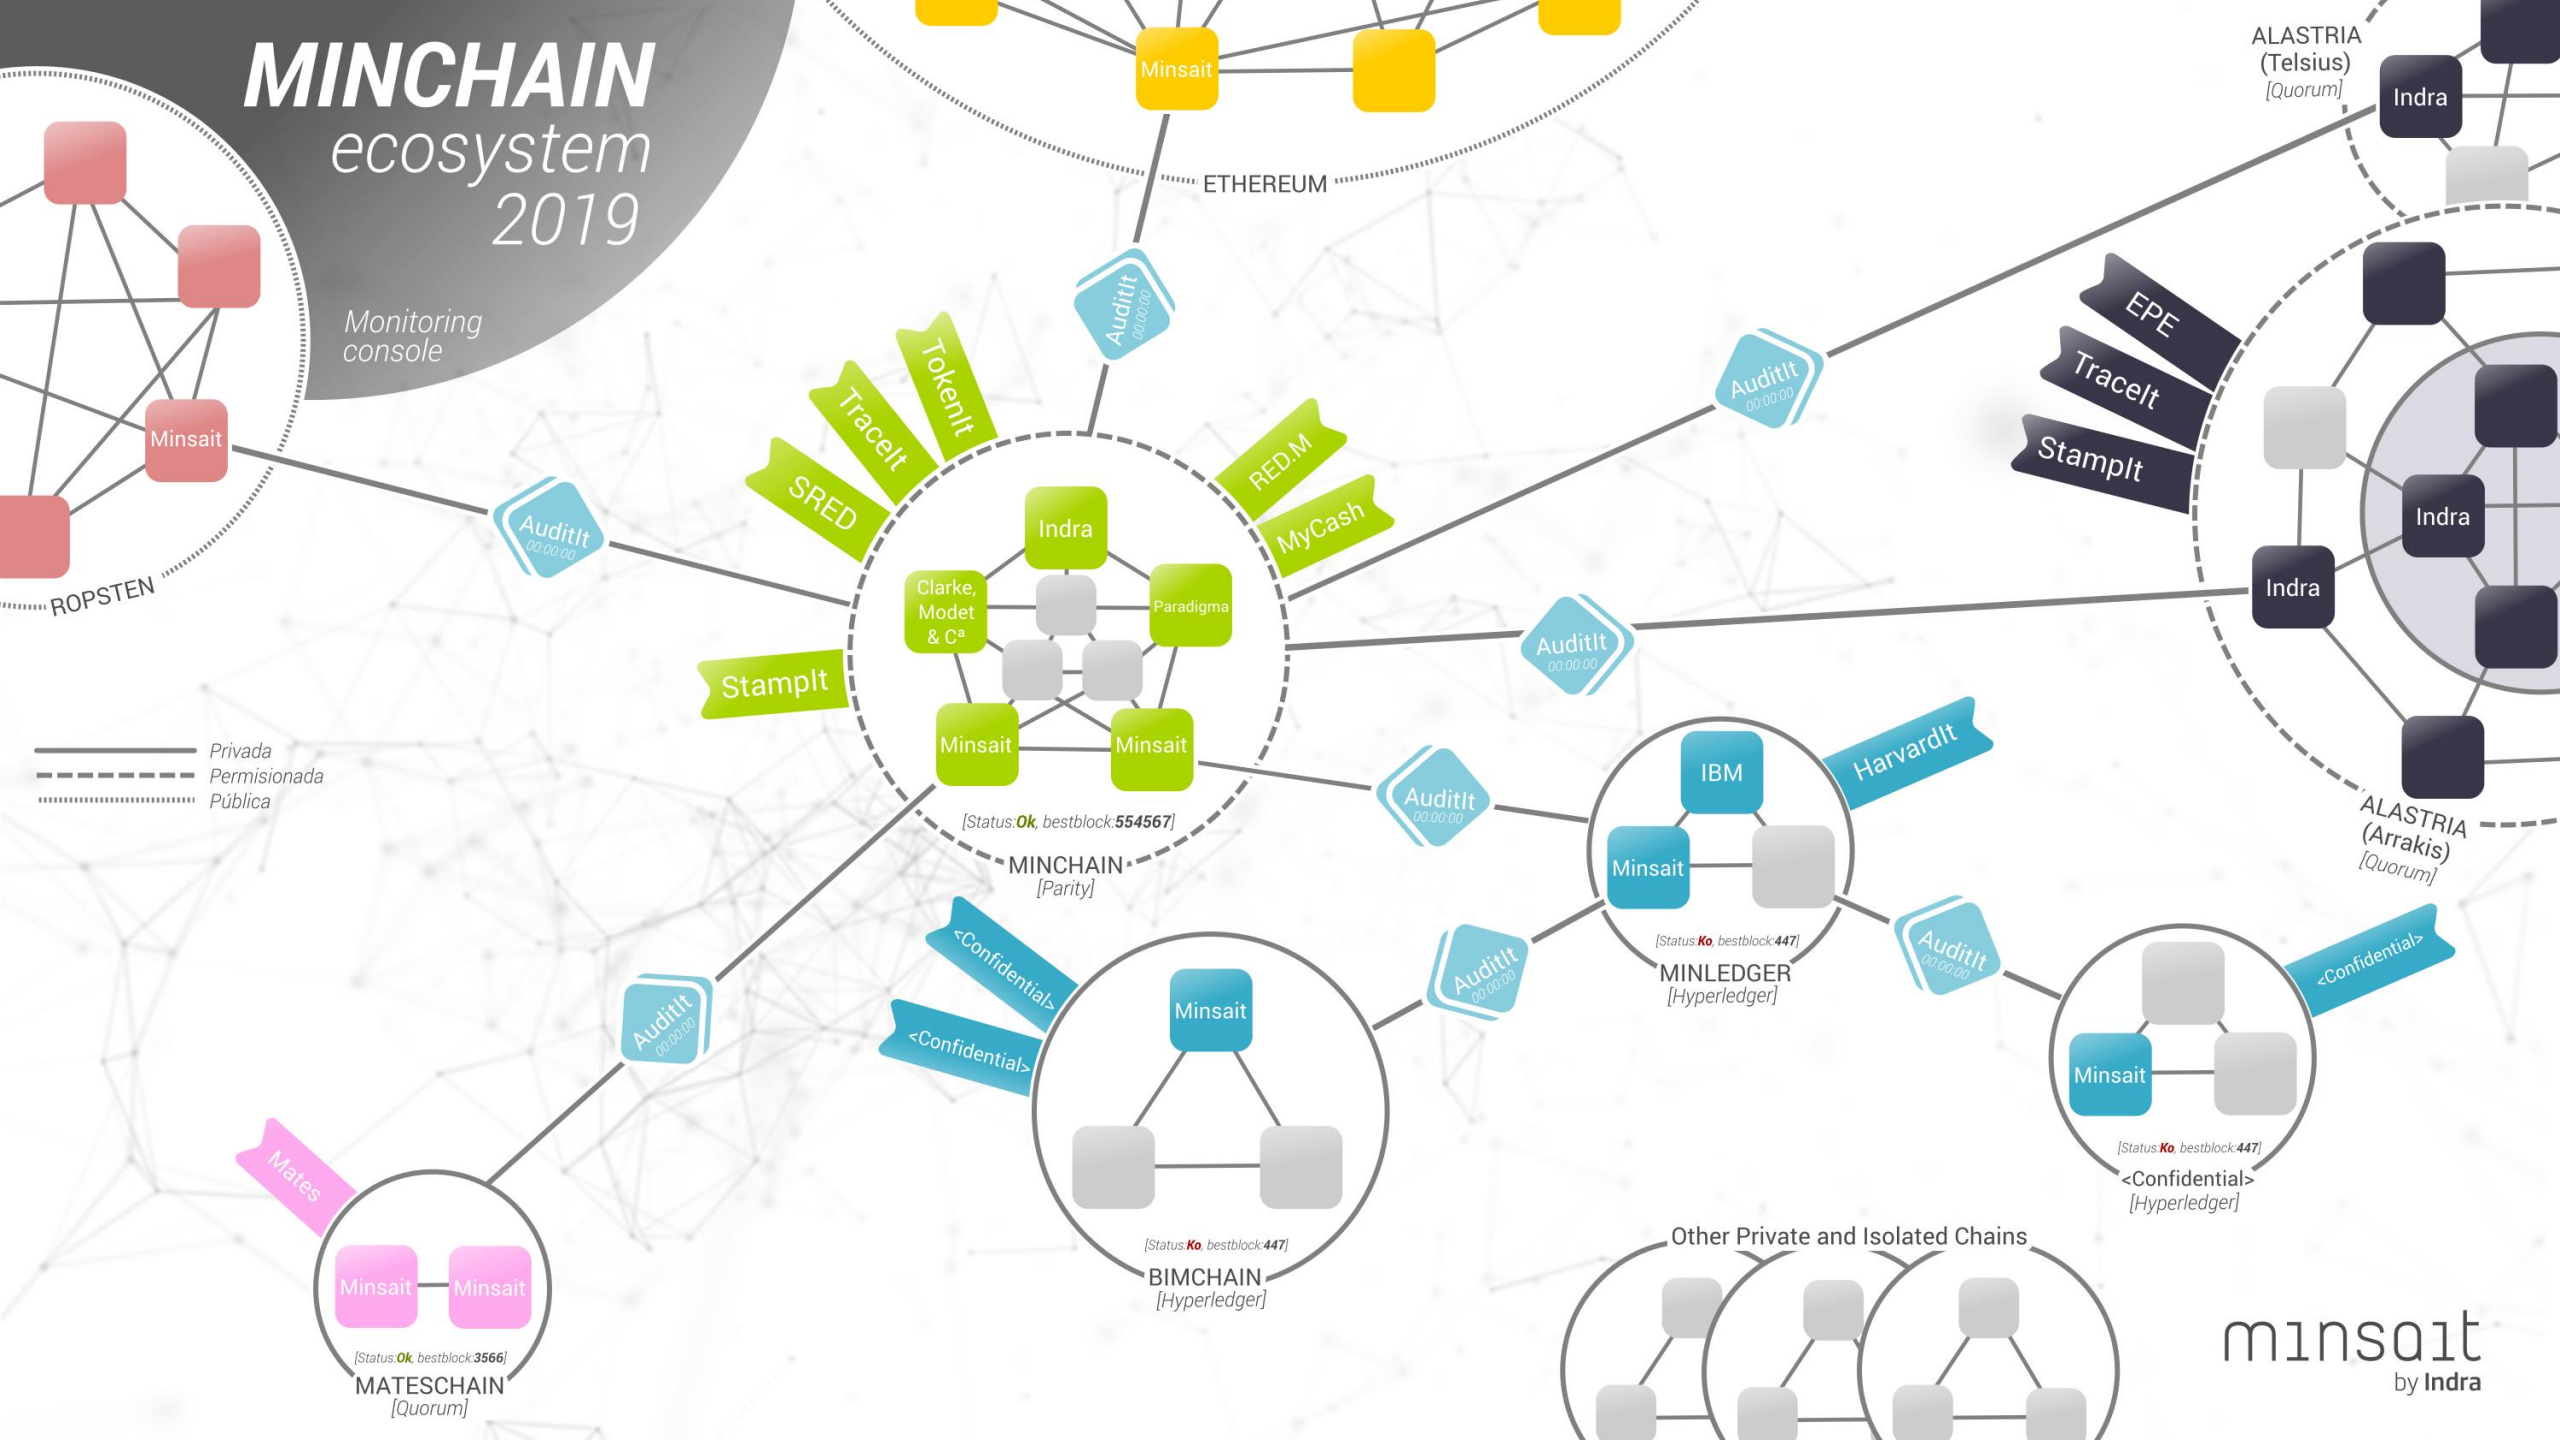 MINCHAIN
ecosystem
2019
Monitoring
console
Minsait
ROPSTEN
Minsait
ETHEREUM
ALASTRIA
(Telsius)
[Quorum]
Indra
AuditIt
00:00:00
AuditIt
00:00:00
AuditIt
00:00:00
EPE
TraceIt
StampIt
TokenIt
TraceIt
SRED
StampIt
RED.M
MyCash
Indra
Clarke,
Modet
& Cª
Paradigma
Minsait
Minsait
[Status:Ok, bestblock:554567]
MINCHAIN
[Parity]
AuditIt
00:00:00
Indra
Indra
ALASTRIA
(Arrakis)
[Quorum]
Privada
Permisionada
Pública
AuditIt
00:00:00
IBM
Minsait
HarvardIt
[Status:Ko, bestblock:447]
MINLEDGER
[Hyperledger]
AuditIt
00:00:00
AuditIt
00:00:00
AuditIt
00:00:00
<Confidential>
<Confidential>
Minsait
[Status:Ko, bestblock:447]
BIMCHAIN
[Hyperledger]
<Confidential>
Minsait
[Status:Ko, bestblock:447]
<Confidential>
[Hyperledger]
Mates
Minsait
Minsait
[Status:Ok, bestblock:3566]
MATESCHAIN
[Quorum]
Other Private and Isolated Chains
minsait
by Indra